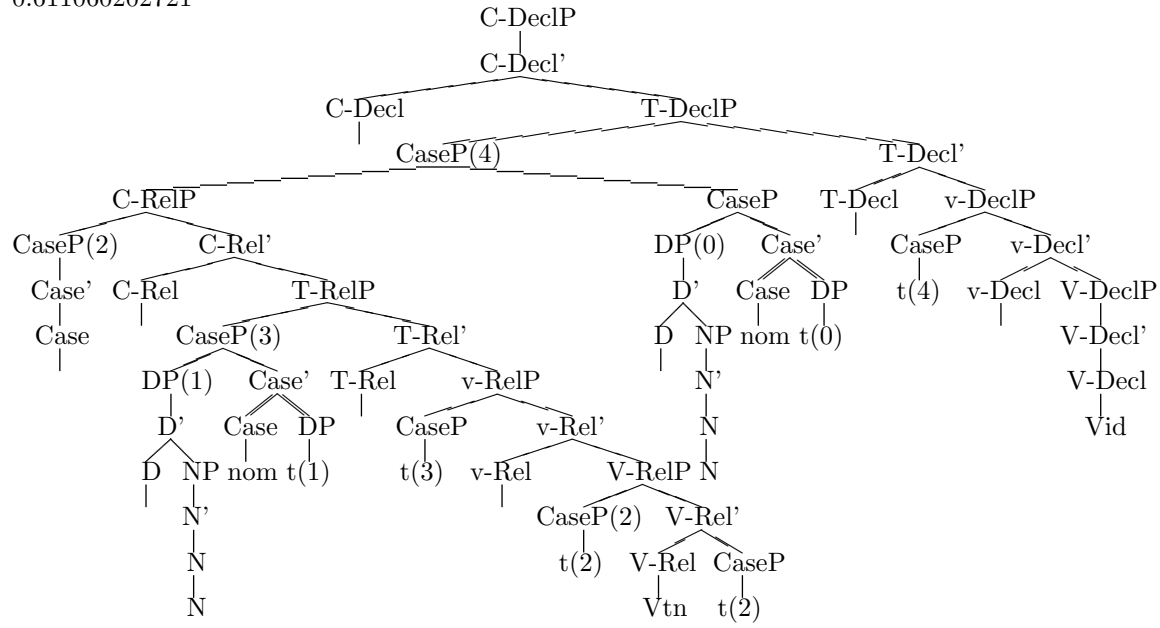 C-DeclP
C-Decl'
C-Decl T-DeclP
CaseP(4) T-Decl'
C-RelP CaseP T-Decl v-DeclP
CaseP(2) C-Rel' DP(0) Case' CaseP v-Decl'
Case' C-Rel T-RelP D' Case DP t(4) v-Decl V-DeclP
Case CaseP(3) T-Rel' D NP nom t(0) V-Decl'
DP(1) Case' T-Rel v-RelP N' V-Decl
D' Case DP CaseP v-Rel' N Vid
D NP nom t(1) t(3) v-Rel V-RelP N
N' CaseP(2) V-Rel'
N t(2) V-Rel CaseP
N Vtn t(2)